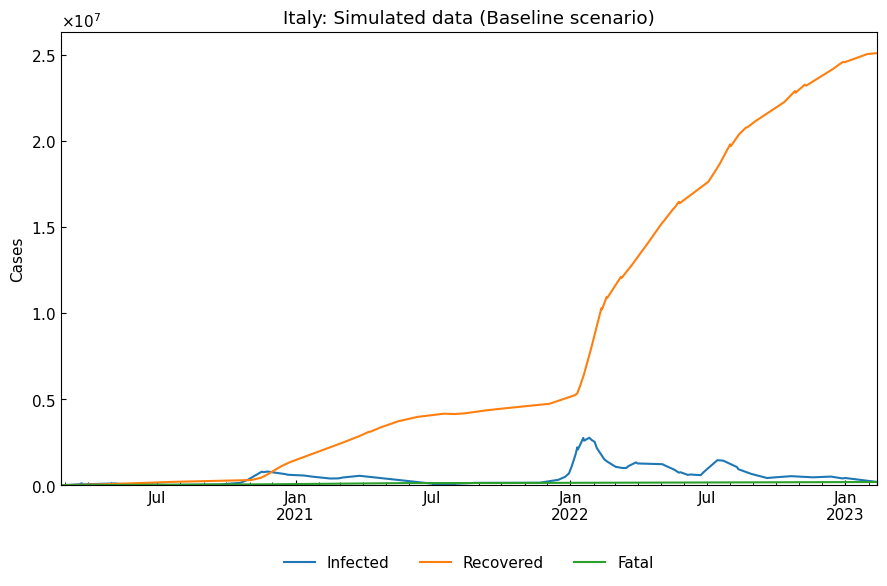 Italy: Simulated data (Baseline scenario)
×10⁷
2.5
2.0
1.5
1.0
0.5
0.0
Cases
Jul
Jan
2021
Jul
Jan
2022
Jul
Jan
2023
Infected
Recovered
Fatal